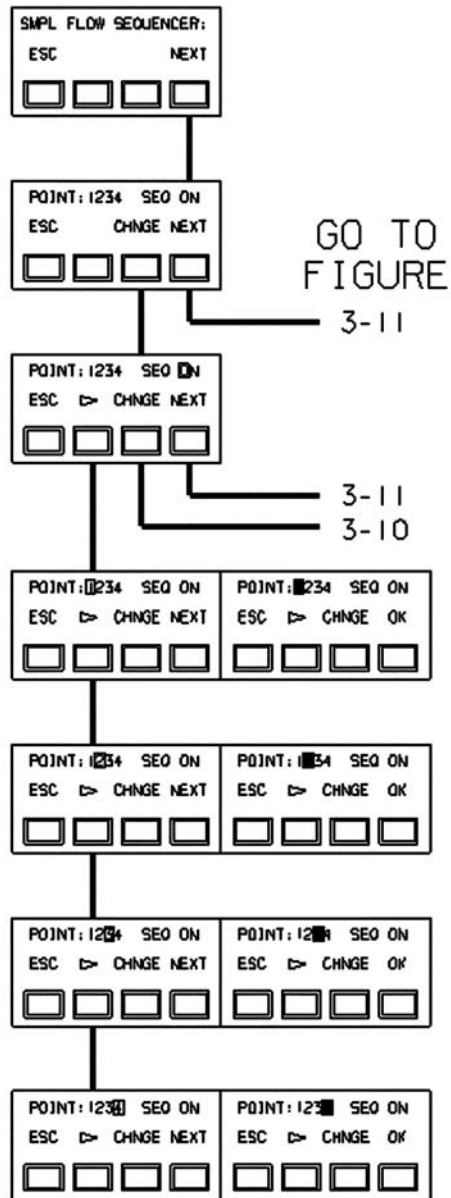 SMPL FLOW SEQUENCER:
ESC NEXT
POINT:1234 SEQ ON
ESC CHNGE NEXT
GO TO
FIGURE
3-11
POINT:1234 SEQ ON
ESC ▷ CHNGE NEXT
3-11
3-10
POINT:1234 SEQ ON
ESC ▷ CHNGE NEXT
POINT:█234 SEQ ON
ESC ▷ CHNGE OK
POINT:1234 SEQ ON
ESC ▷ CHNGE NEXT
POINT:1█34 SEQ ON
ESC ▷ CHNGE OK
POINT:1234 SEQ ON
ESC ▷ CHNGE NEXT
POINT:12█4 SEQ ON
ESC ▷ CHNGE OK
POINT:1234 SEQ ON
ESC ▷ CHNGE NEXT
POINT:123█ SEQ ON
ESC ▷ CHNGE OK